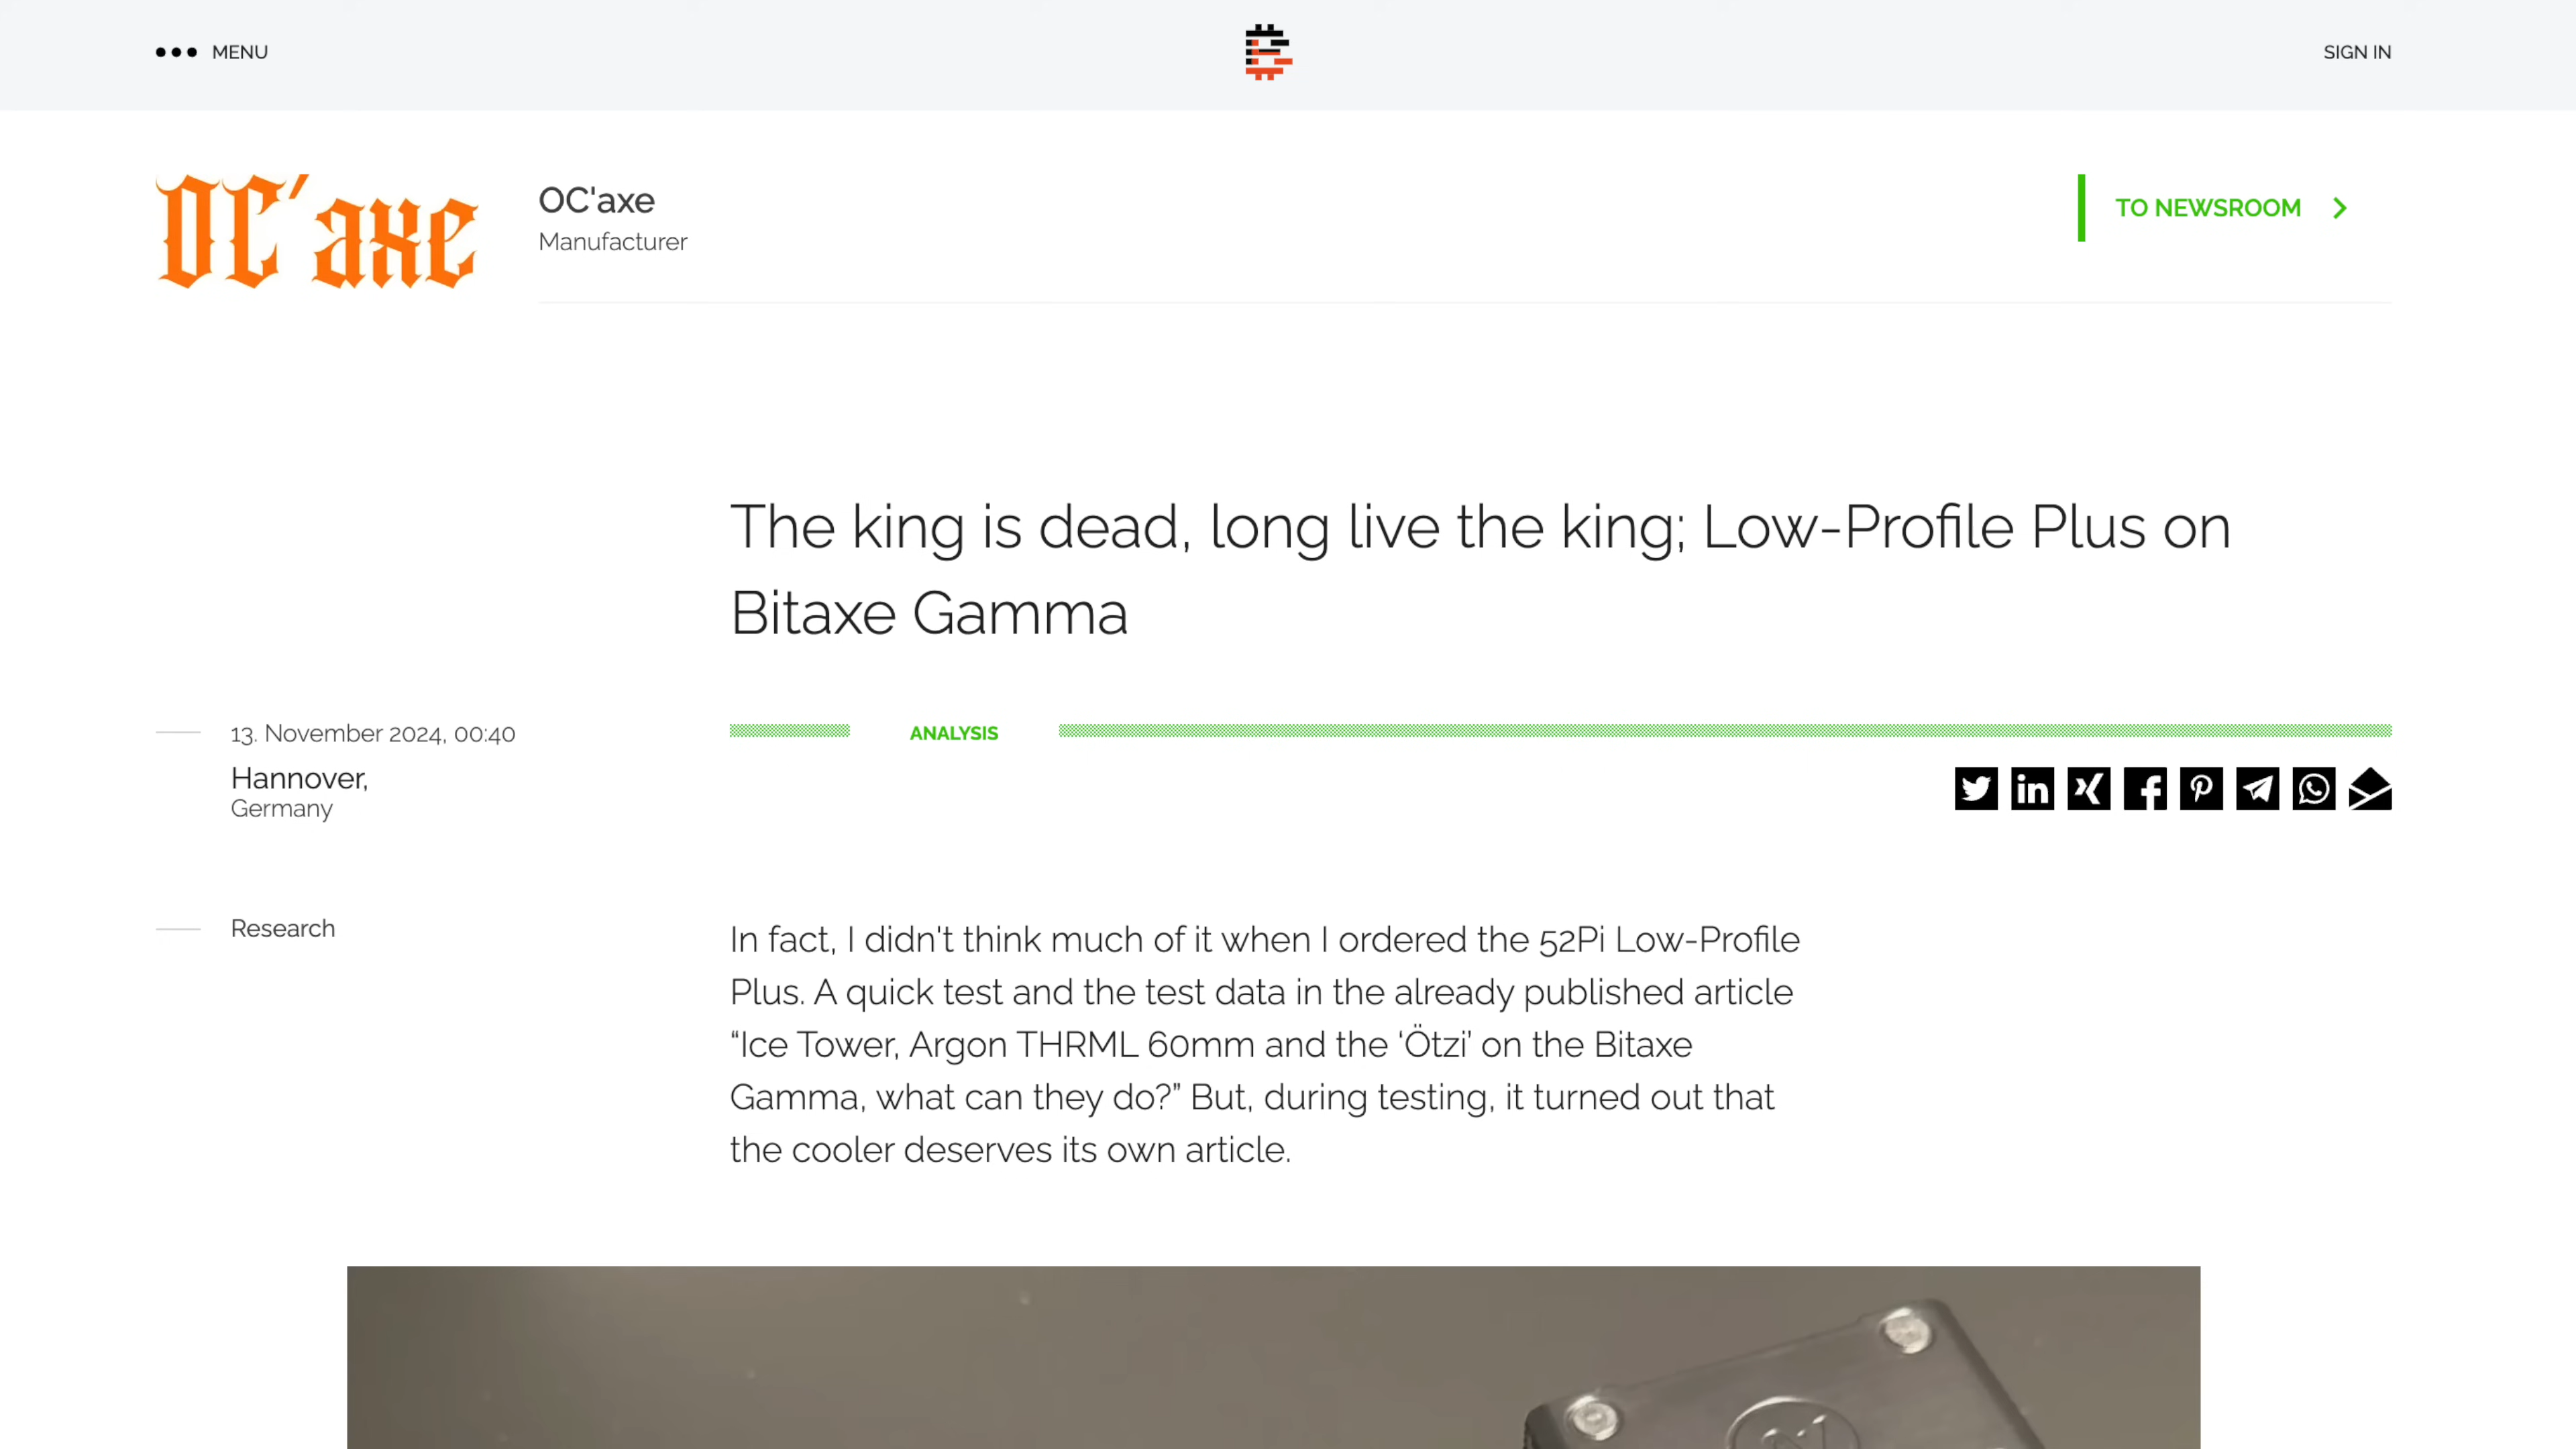 MENU
SIGN IN
OC'axe
OC'axe
Manufacturer
TO NEWSROOM
The king is dead, long live the king; Low-Profile Plus on
Bitaxe Gamma
13. November 2024, 00:40
Hannover,
Germany
ANALYSIS
Research
In fact, I didn't think much of it when I ordered the 52Pi Low-Profile
Plus. A quick test and the test data in the already published article
“Ice Tower, Argon THRML 60mm and the ‘Ötzi’ on the Bitaxe
Gamma, what can they do?” But, during testing, it turned out that
the cooler deserves its own article.